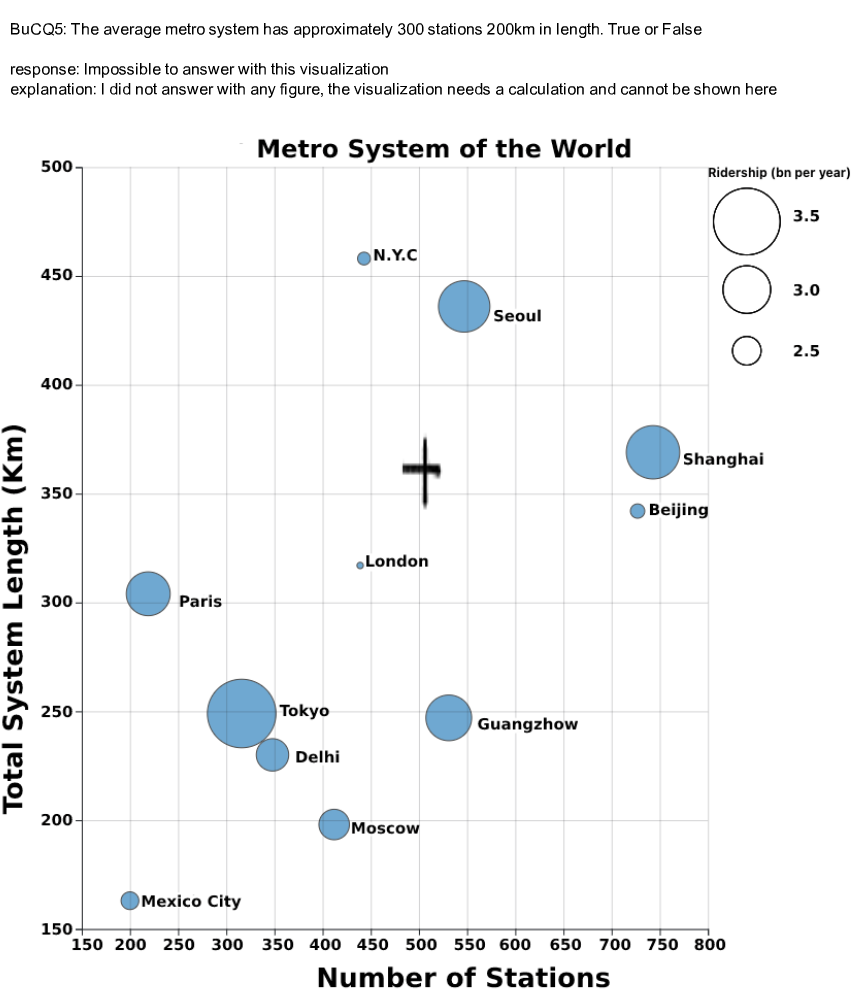 BuCQ5: The average metro system has approximately 300 stations 200km in length. True or False
response: Impossible to answer with this visualization
explanation: I did not answer with any figure, the visualization needs a calculation and cannot be shown here
Metro System of the World
Ridership (bn per year)
3.5
3.0
2.5
500
450
400
350
300
250
200
150
Total System Length (Km)
N.Y.C
Seoul
Shanghai
Beijing
London
Paris
Tokyo
Guangzhow
Delhi
Moscow
Mexico City
150 200 250 300 350 400 450 500 550 600 650 700 750 800
Number of Stations